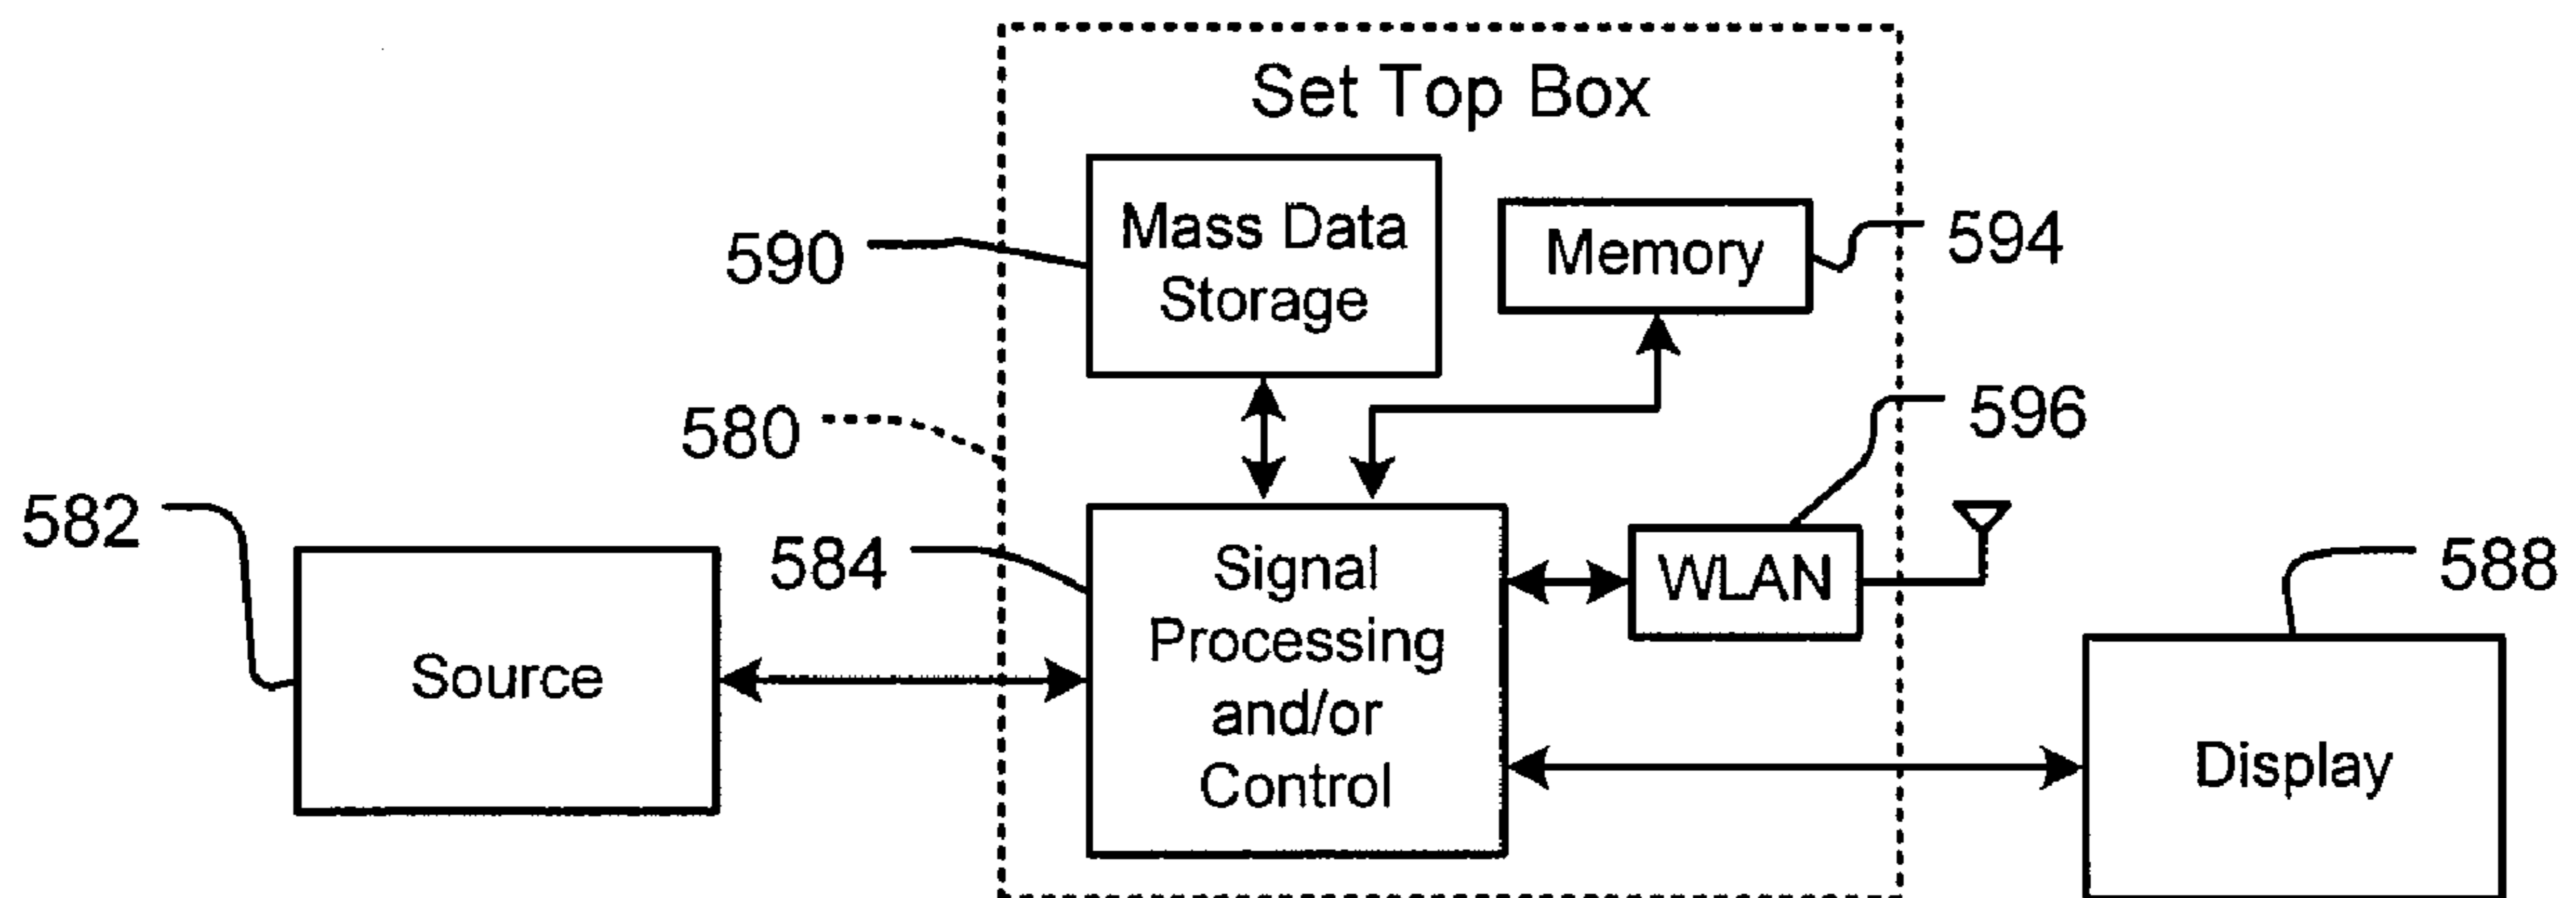 Set Top Box
Mass Data
Storage
590
Memory
594
580
596
582
584
Signal
Processing
and/or
Control
WLAN
588
Source
Display